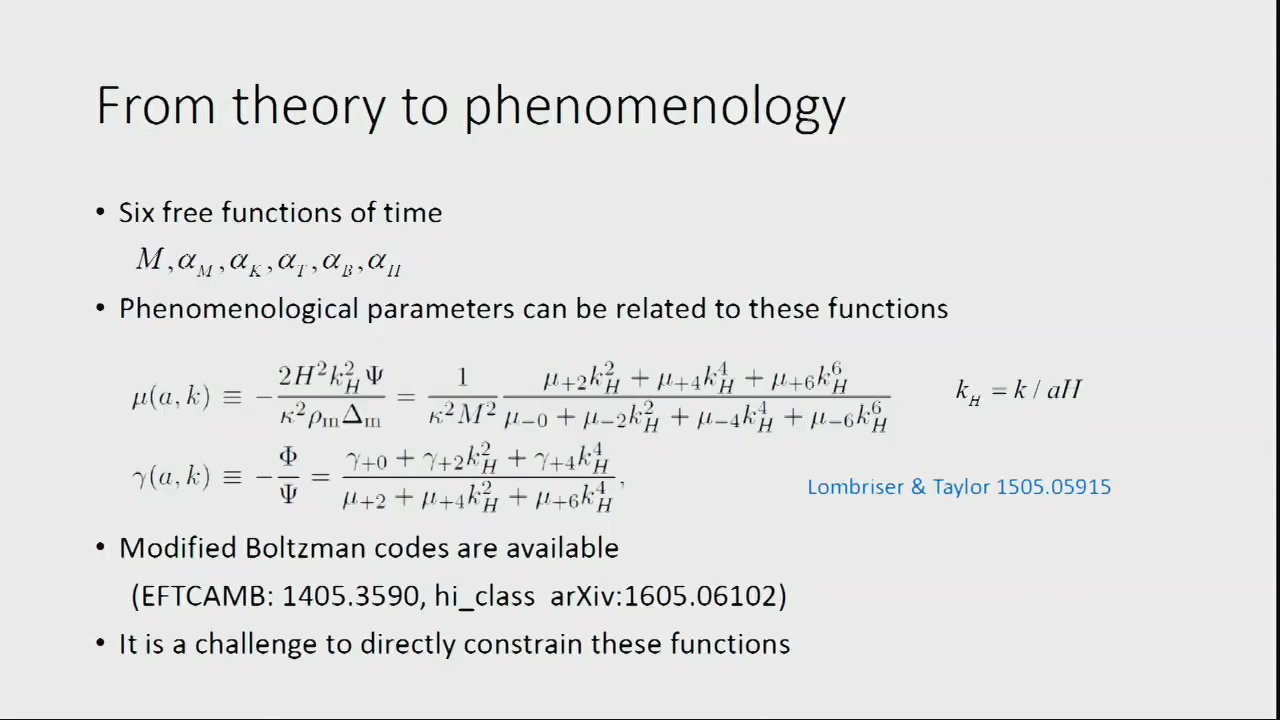 From theory to phenomenology
• Six free functions of time
M, α_M, α_K, α_T, α_B, α_H
• Phenomenological parameters can be related to these functions
μ(a, k) ≡ − 2H²k_H²Ψ / κ²ρ_mΔ_m = 1 / κ²M² μ_{+2}k_H² + μ_{+4}k_H⁴ + μ_{+6}k_H⁶ / μ_{−0} + μ_{−2}k_H² + μ_{−4}k_H⁴ + μ_{−6}k_H⁶
k_H = k / aH
γ(a, k) ≡ − Φ / Ψ = γ_{+0} + γ_{+2}k_H² + γ_{+4}k_H⁴ / μ_{+2} + μ_{+4}k_H² + μ_{+6}k_H⁴ ,
Lombriser & Taylor 1505.05915
• Modified Boltzman codes are available
(EFTCAMB: 1405.3590, hi_class arXiv:1605.06102)
• It is a challenge to directly constrain these functions